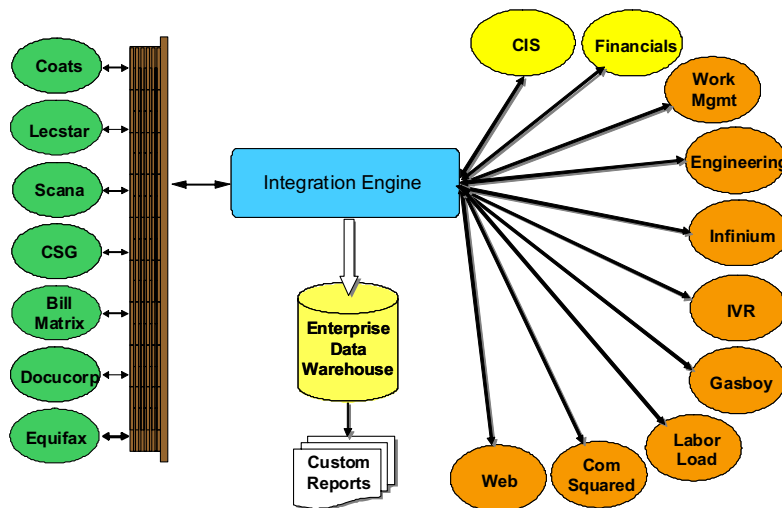 Coats
Lecstar
Scana
CSG
Bill
Matrix
Docucorp
Equifax
Integration Engine
Enterprise
Data
Warehouse
Custom
Reports
CIS
Financials
Work
Mgmt
Engineering
Infinium
IVR
Gasboy
Labor
Load
Com
Squared
Web